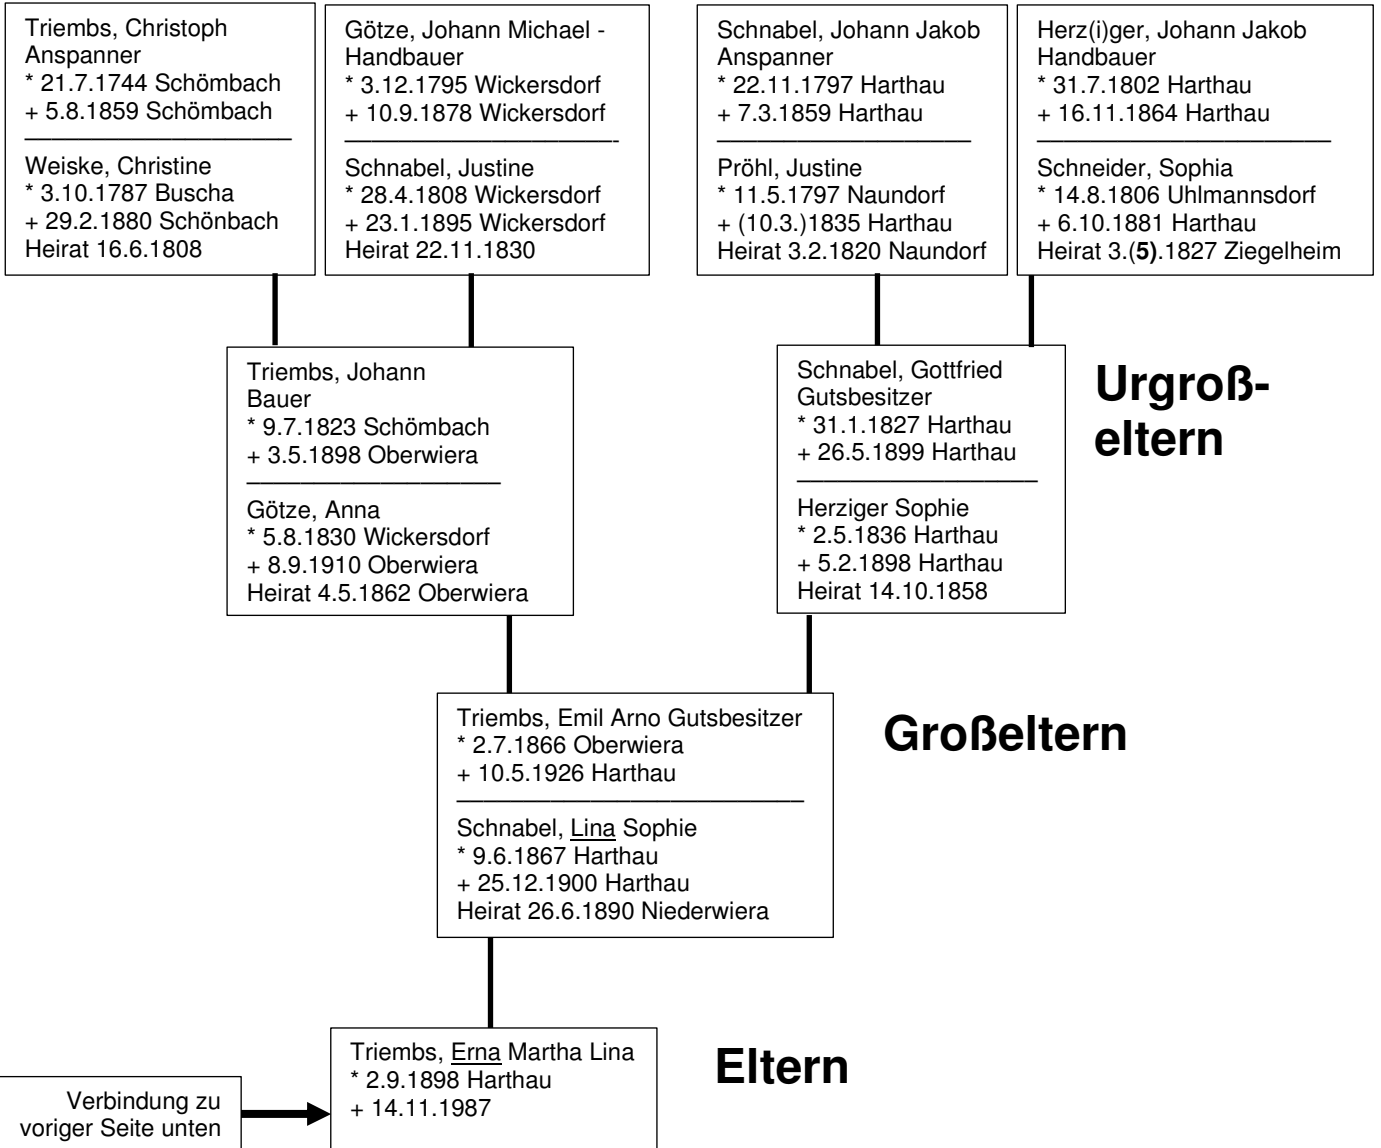 Triembs, Christoph
Anspanner
* 21.7.1744 Schömbach
+ 5.8.1859 Schömbach
Weiske, Christine
* 3.10.1787 Buscha
+ 29.2.1880 Schönbach
Heirat 16.6.1808
Götze, Johann Michael -
Handbauer
* 3.12.1795 Wickersdorf
+ 10.9.1878 Wickersdorf
Schnabel, Justine
* 28.4.1808 Wickersdorf
+ 23.1.1895 Wickersdorf
Heirat 22.11.1830
Schnabel, Johann Jakob
Anspanner
* 22.11.1797 Harthau
+ 7.3.1859 Harthau
Pröhl, Justine
* 11.5.1797 Naundorf
+ (10.3.)1835 Harthau
Heirat 3.2.1820 Naundorf
Herz(i)ger, Johann Jakob
Handbauer
* 31.7.1802 Harthau
+ 16.11.1864 Harthau
Schneider, Sophia
* 14.8.1806 Uhlmannsdorf
+ 6.10.1881 Harthau
Heirat 3.(5).1827 Ziegelheim
Triembs, Johann
Bauer
* 9.7.1823 Schömbach
+ 3.5.1898 Oberwiera
Götze, Anna
* 5.8.1830 Wickersdorf
+ 8.9.1910 Oberwiera
Heirat 4.5.1862 Oberwiera
Schnabel, Gottfried
Gutsbesitzer
* 31.1.1827 Harthau
+ 26.5.1899 Harthau
Herziger Sophie
* 2.5.1836 Harthau
+ 5.2.1898 Harthau
Heirat 14.10.1858
Urgroß-
eltern
Triembs, Emil Arno Gutsbesitzer
* 2.7.1866 Oberwiera
+ 10.5.1926 Harthau
Schnabel, Lina Sophie
* 9.6.1867 Harthau
+ 25.12.1900 Harthau
Heirat 26.6.1890 Niederwiera
Großeltern
Triembs, Erna Martha Lina
* 2.9.1898 Harthau
+ 14.11.1987
Eltern
Verbindung zu
voriger Seite unten